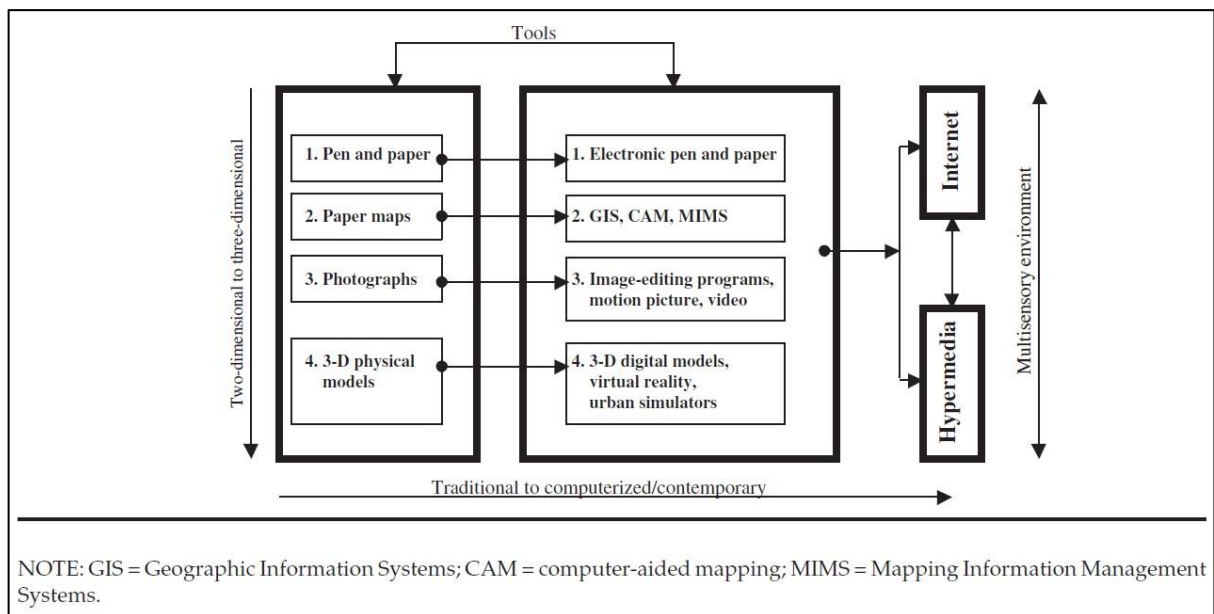 Tools
Two-dimensional to three-dimensional
1. Pen and paper
2. Paper maps
3. Photographs
4. 3-D physical
models
1. Electronic pen and paper
2. GIS, CAM, MIMS
3. Image-editing programs,
motion picture, video
4. 3-D digital models,
virtual reality,
urban simulators
Internet
Hypermedia
Multisensory environment
Traditional to computerized/contemporary
NOTE: GIS = Geographic Information Systems; CAM = computer-aided mapping; MIMS = Mapping Information Management
Systems.